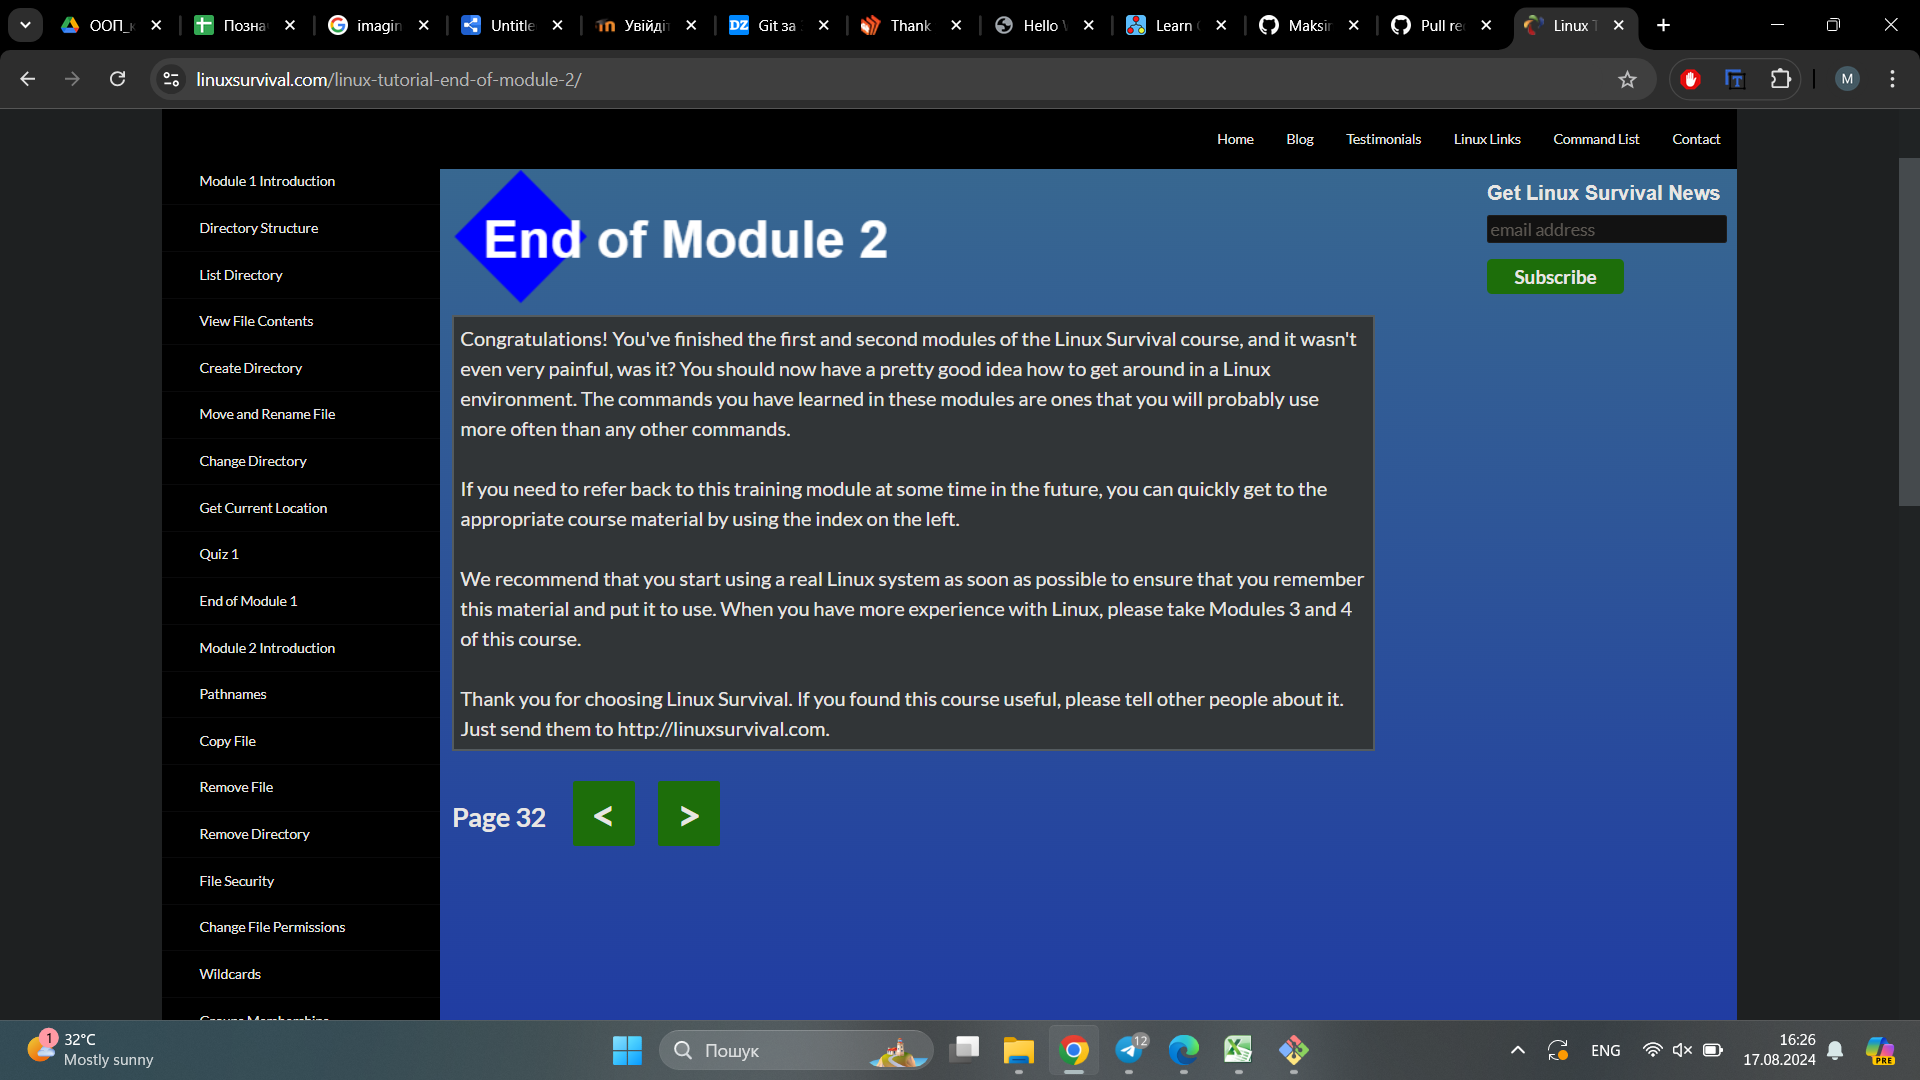 ООП_к
Позна
imagin
Untitle
Увійді
Git за
Thank
Hello
Learn
Maksir
Pull re
Linux T
linuxsurvival.com/linux-tutorial-end-of-module-2/
M
Home Blog Testimonials Linux Links Command List Contact
Module 1 Introduction
Directory Structure
List Directory
View File Contents
Create Directory
Move and Rename File
Change Directory
Get Current Location
Quiz 1
End of Module 1
Module 2 Introduction
Pathnames
Copy File
Remove File
Remove Directory
File Security
Change File Permissions
Wildcards
End of Module 2
Congratulations! You've finished the first and second modules of the Linux Survival course, and it wasn't
even very painful, was it? You should now have a pretty good idea how to get around in a Linux
environment. The commands you have learned in these modules are ones that you will probably use
more often than any other commands.
If you need to refer back to this training module at some time in the future, you can quickly get to the
appropriate course material by using the index on the left.
We recommend that you start using a real Linux system as soon as possible to ensure that you remember
this material and put it to use. When you have more experience with Linux, please take Modules 3 and 4
of this course.
Thank you for choosing Linux Survival. If you found this course useful, please tell other people about it.
Just send them to http://linuxsurvival.com.
Page 32 < >
Get Linux Survival News
email address
Subscribe
1
32°C
Mostly sunny
Пошук
12
ENG
16:26
17.08.2024
PRE